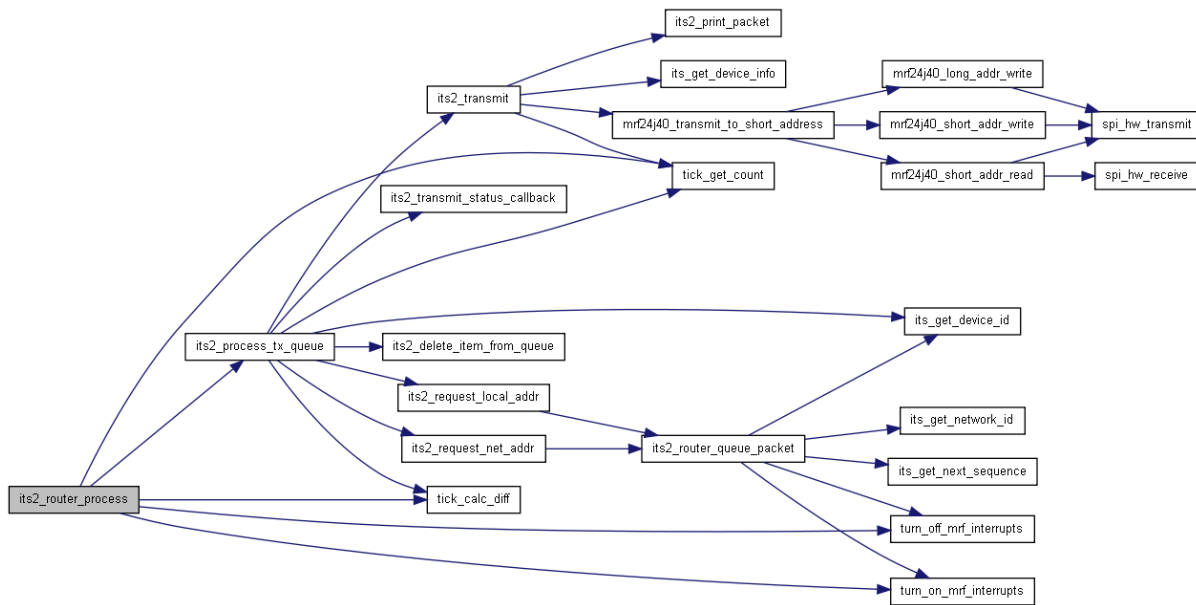 its2_print_packet
its_get_device_info
mrf24j40_long_addr_write
its2_transmit
mrf24j40_transmit_to_short_address
mrf24j40_short_addr_write
spi_hw_transmit
tick_get_count
mrf24j40_short_addr_read
spi_hw_receive
its2_transmit_status_callback
its_get_device_id
its2_process_tx_queue
its2_delete_item_from_queue
its2_request_local_addr
its_get_network_id
its2_request_net_addr
its2_router_queue_packet
its_get_next_sequence
its2_router_process
tick_calc_diff
turn_off_mrf_interrupts
turn_on_mrf_interrupts